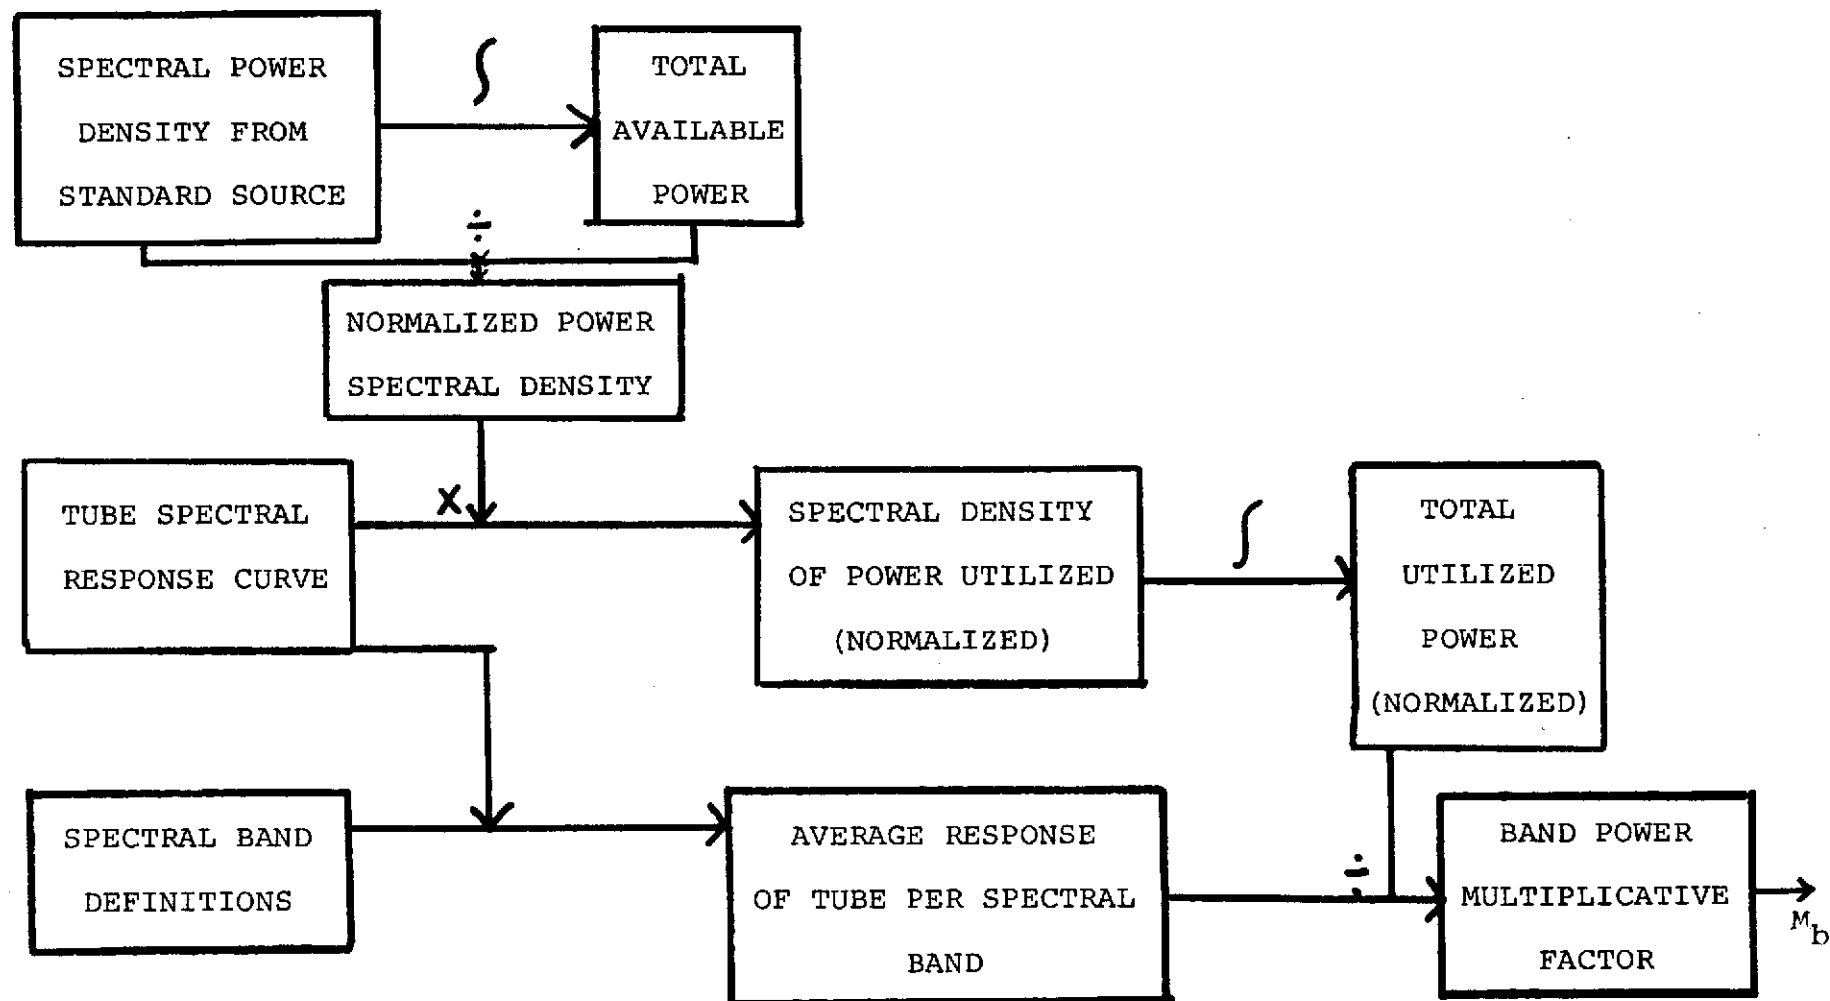 SPECTRAL POWER
DENSITY FROM
STANDARD SOURCE
∫
TOTAL
AVAILABLE
POWER
÷
NORMALIZED POWER
SPECTRAL DENSITY
TUBE SPECTRAL
RESPONSE CURVE
X
SPECTRAL DENSITY
OF POWER UTILIZED
(NORMALIZED)
∫
TOTAL
UTILIZED
POWER
(NORMALIZED)
SPECTRAL BAND
DEFINITIONS
AVERAGE RESPONSE
OF TUBE PER SPECTRAL
BAND
÷
BAND POWER
MULTIPLICATIVE
FACTOR
M_b